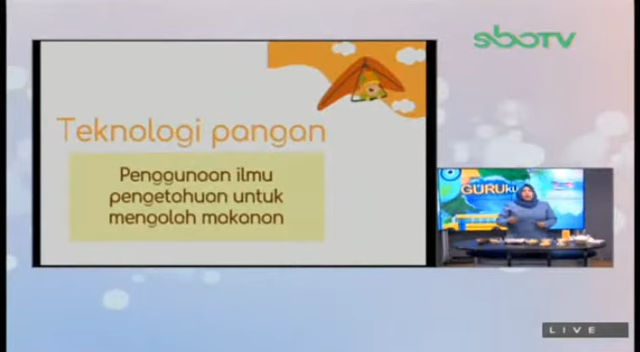 sboTV
Teknologi pangan
Penggunaan ilmu
pengetahuan untuk
mengolah makanan
GURUku
LIVE